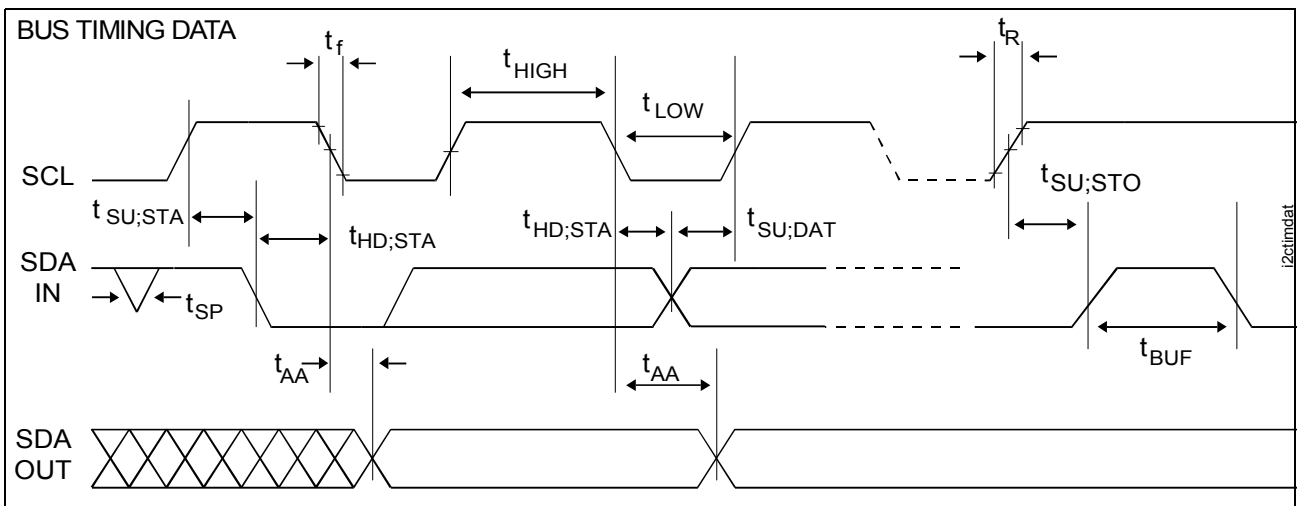 BUS TIMING DATA
t f
t R
t HIGH
t LOW
SCL
t SU;STA
t HD;STA
t HD;STA
t SU;DAT
t SU;STO
i2ctimdat
SDA
IN
t SP
t AA
t AA
t BUF
SDA
OUT